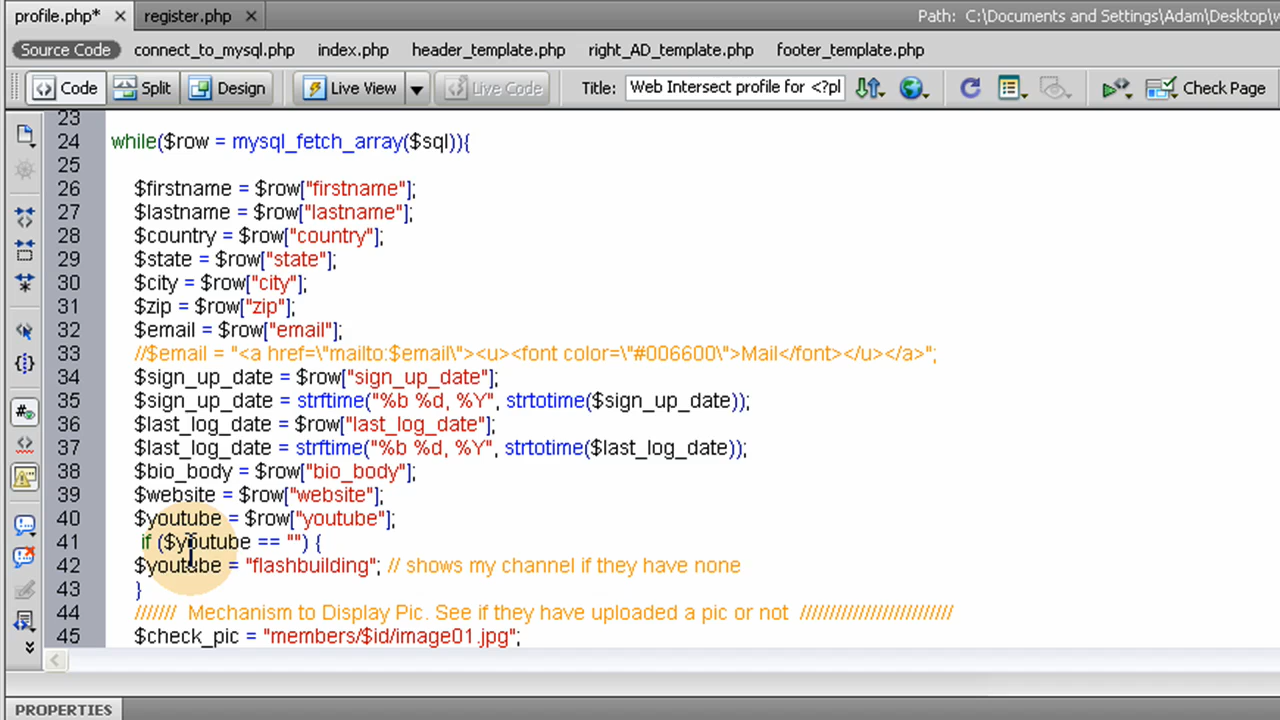 profile.php* × register.php × Path: C:\Documents and Settings\Adam\Desktop\
Source Code connect_to_mysql.php index.php header_template.php right_AD_template.php footer_template.php
Code Split Design Live View Live Code Title: Web Intersect profile for <?pl Check Page
23
24 while($row = mysql_fetch_array($sql)){
25
26 $firstname = $row["firstname"];
27 $lastname = $row["lastname"];
28 $country = $row["country"];
29 $state = $row["state"];
30 $city = $row["city"];
31 $zip = $row["zip"];
32 $email = $row["email"];
33 //$email = "<a href=\"mailto:$email\"><u><font color=\"#006600\">Mail</font></u></a>";
34 $sign_up_date = $row["sign_up_date"];
35 $sign_up_date = strftime("%b %d, %Y", strtotime($sign_up_date));
36 $last_log_date = $row["last_log_date"];
37 $last_log_date = strftime("%b %d, %Y", strtotime($last_log_date));
38 $bio_body = $row["bio_body"];
39 $website = $row["website"];
40 $youtube = $row["youtube"];
41 if ($youtube == "") {
42 $youtube = "flashbuilding"; // shows my channel if they have none
43 }
44 /////// Mechanism to Display Pic. See if they have uploaded a pic or not //////////////////////////
45 $check_pic = "members/$id/image01.jpg";
PROPERTIES